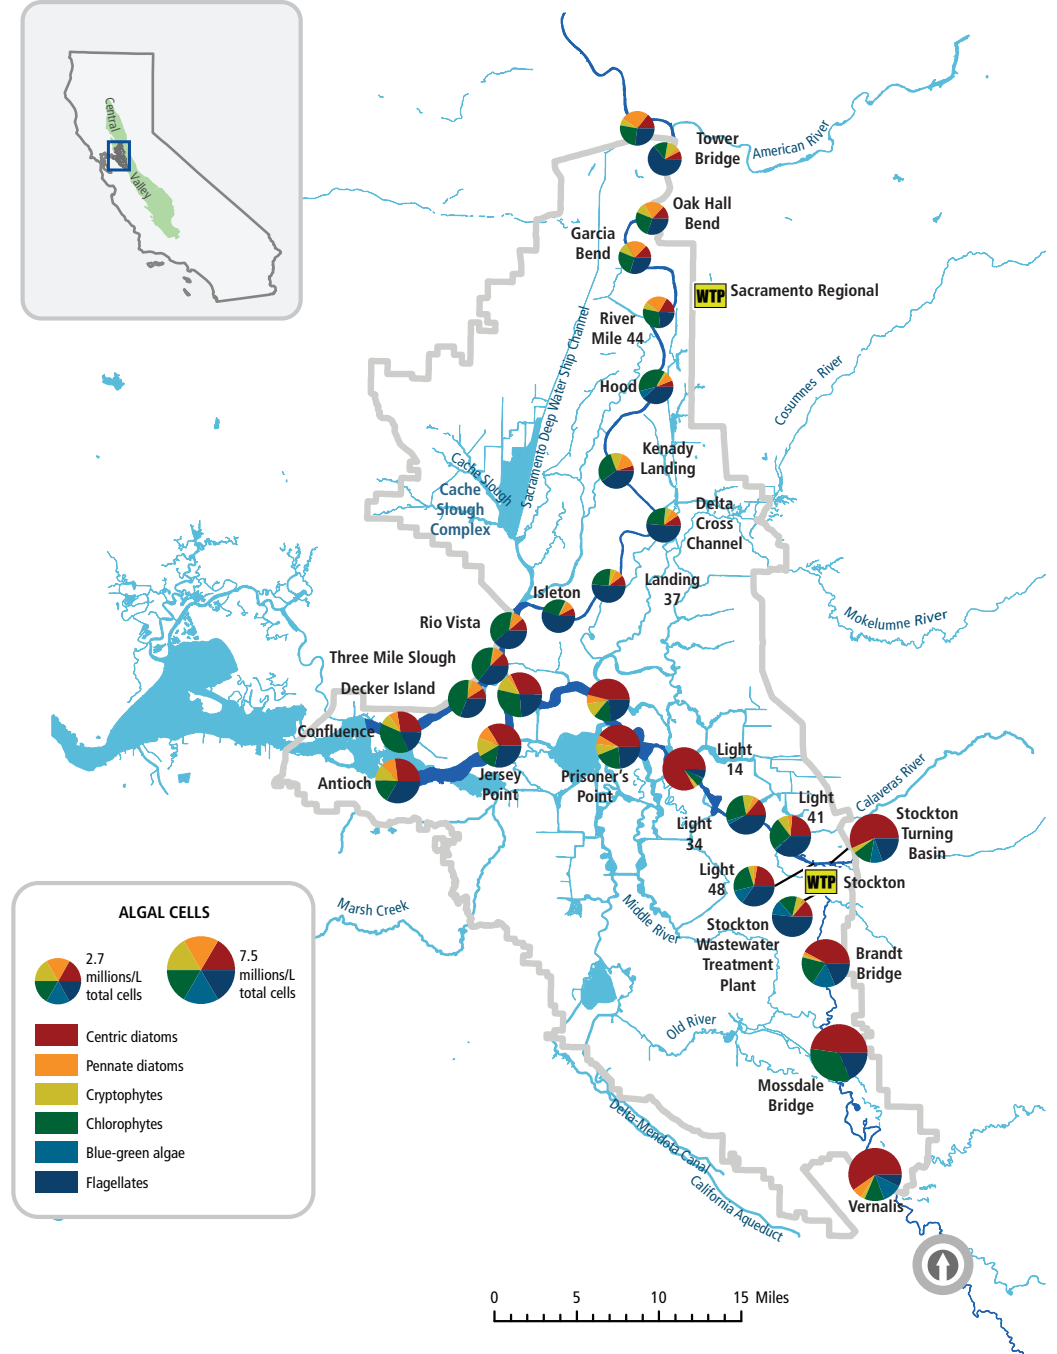 Central
Valley
American River
Tower
Bridge
Oak Hall
Bend
Garcia
Bend
WTP
Sacramento Regional
River
Mile 44
Sacramento Deep Water Ship Channel
Cosumnes River
Hood
Kenady
Landing
Cache Slough
Cache
Slough
Complex
Delta
Cross
Channel
Landing
37
Isleton
Rio Vista
Mokelumne River
Three Mile Slough
Decker Island
Confluence
Antioch
Jersey
Point
Prisoner's
Point
Light
14
Light
41
Light
34
Calaveras River
Stockton
Turning
Basin
Light
48
WTP
Stockton
Marsh Creek
Middle River
Stockton
Wastewater
Treatment
Plant
Brandt
Bridge
Old River
Mossdale
Bridge
Delta-Mendota Canal
California Aqueduct
Vernalis
ALGAL CELLS
2.7
millions/L
total cells
7.5
millions/L
total cells
Centric diatoms
Pennate diatoms
Cryptophytes
Chlorophytes
Blue-green algae
Flagellates
0 5 10 15 Miles